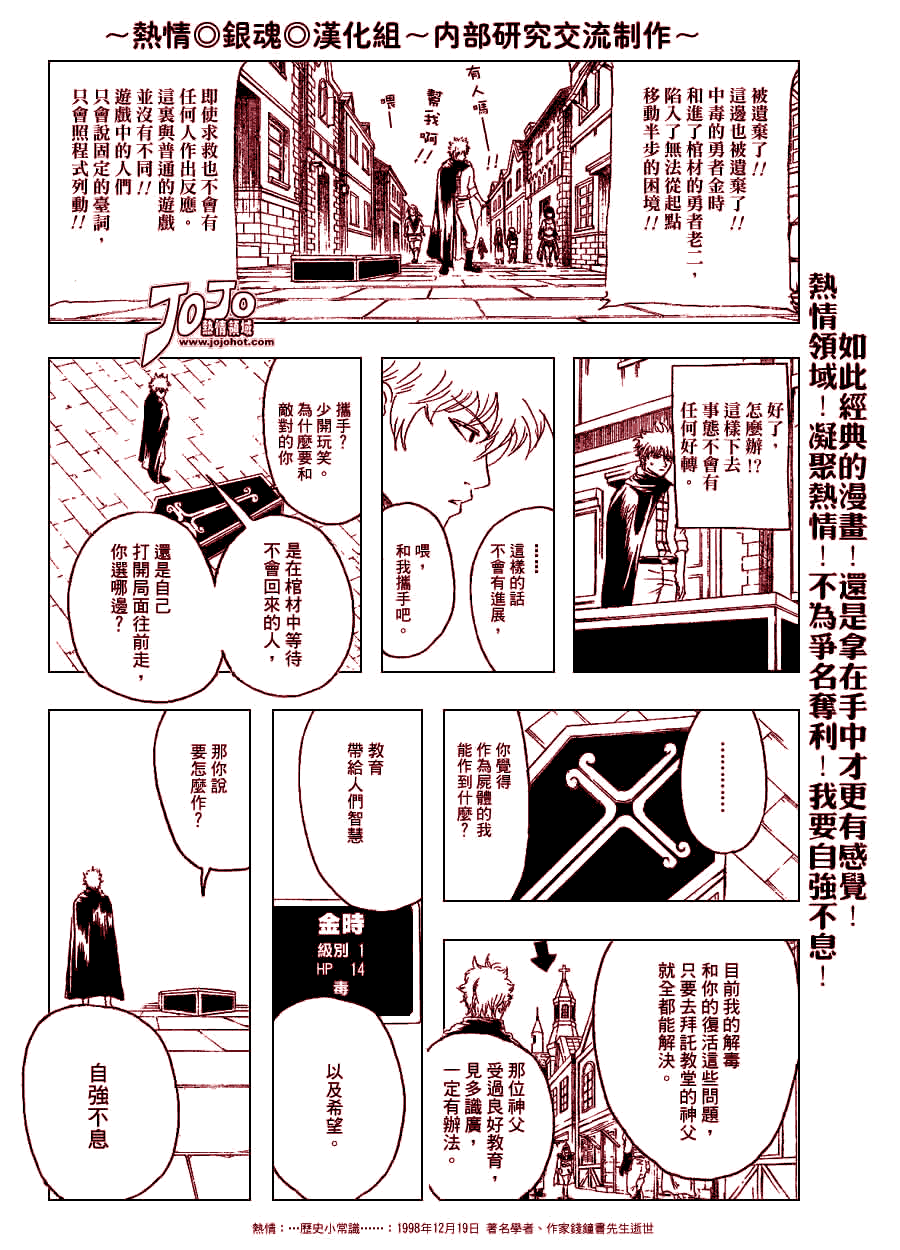 ～熱情◎銀魂◎漢化組～内部研究交流制作～
被遺棄了!!
這邊也被遺棄了!!
中毒的勇者金時
和進了棺材的勇者老二，
陷入了無法從起點
移動半步的困境!!
有人嗎——
幫我啊!!
喂——
即使求救也不會有
任何人作出反應。
這裏與普通的遊戲
並沒有不同!!
遊戲中的人們
只會說固定的臺詞，
只會照程式列動!!
JOJO
熱情領域
www.jojohot.com
好了，
怎麼辦!?
這樣下去
事態不會有
任何好轉。
……
這樣的話
不會有進展，
喂，
和我攜手吧。
攜手?
少開玩笑。
為什麼要和
敵對的你
是在棺材中等待
不會回來的人，
還是自己
打開局面往前走，
你選哪邊?
………
你覺得
作為屍體的我
能作到什麼?
目前我的解毒
和你的復活這些問題，
只要去拜託教堂的神父
就全都能解決。
那位神父
受過良好教育，
見多識廣，
一定有辦法。
教育
帶給人們智慧
金時
級別 1
HP 14
毒
以及希望。
那你說
要怎麼作?
自強不息
如此經典的漫畫！還是拿在手中才更有感覺！
熱情領域！凝聚熱情！不為爭名奪利！我要自強不息！
熱情：…歷史小常識……：1998年12月19日 著名學者、作家錢鐘書先生逝世